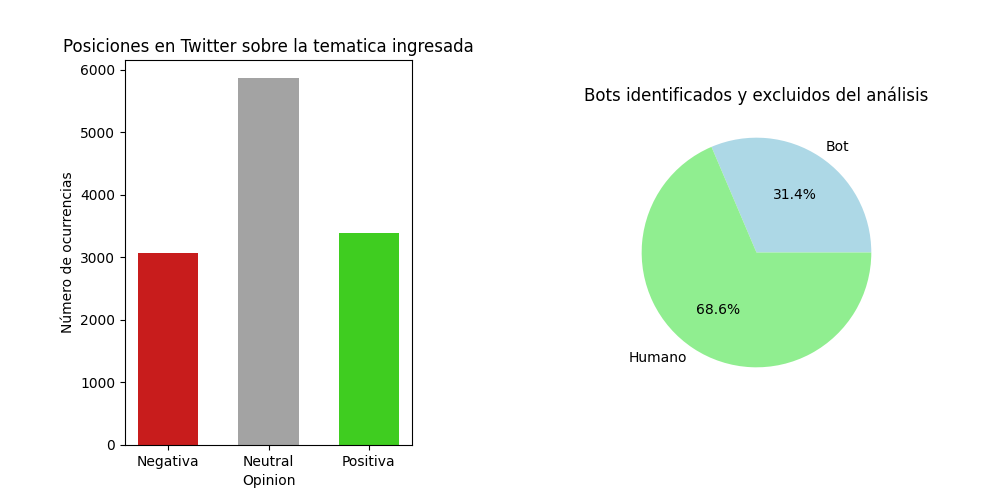 Posiciones en Twitter sobre la tematica ingresada
Número de ocurrencias
6000
5000
4000
3000
2000
1000
0
Negativa
Neutral
Positiva
Opinion
Bots identificados y excluidos del análisis
Bot
31.4%
68.6%
Humano